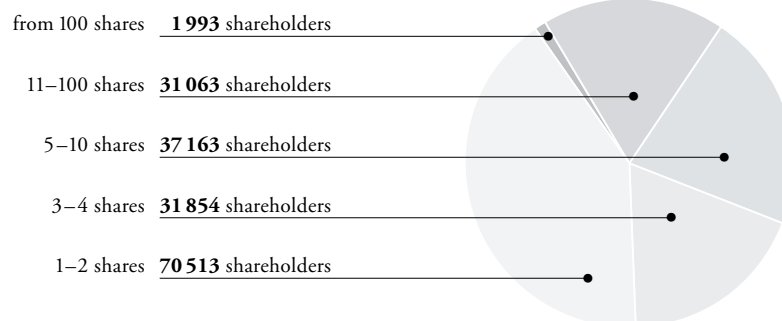 from 100 shares 1 993 shareholders
11–100 shares 31 063 shareholders
5–10 shares 37 163 shareholders
3–4 shares 31 854 shareholders
1–2 shares 70 513 shareholders